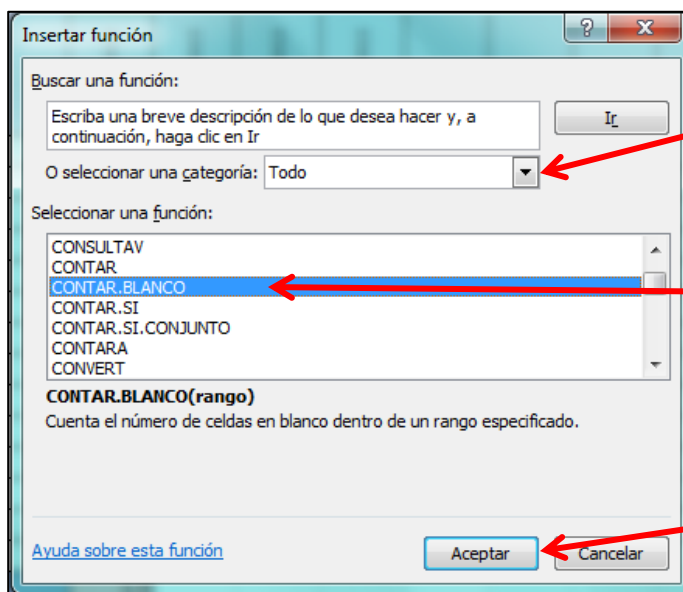 Insertar función
Buscar una función:
Escriba una breve descripción de lo que desea hacer y, a
continuación, haga clic en Ir
Ir
O seleccionar una categoría: Todo
Seleccionar una función:
CONSULTAV
CONTAR
CONTAR.BLANCO
CONTAR.SI
CONTAR.SI.CONJUNTO
CONTARA
CONVERT
CONTAR.BLANCO(rango)
Cuenta el número de celdas en blanco dentro de un rango especificado.
Ayuda sobre esta función
Aceptar
Cancelar